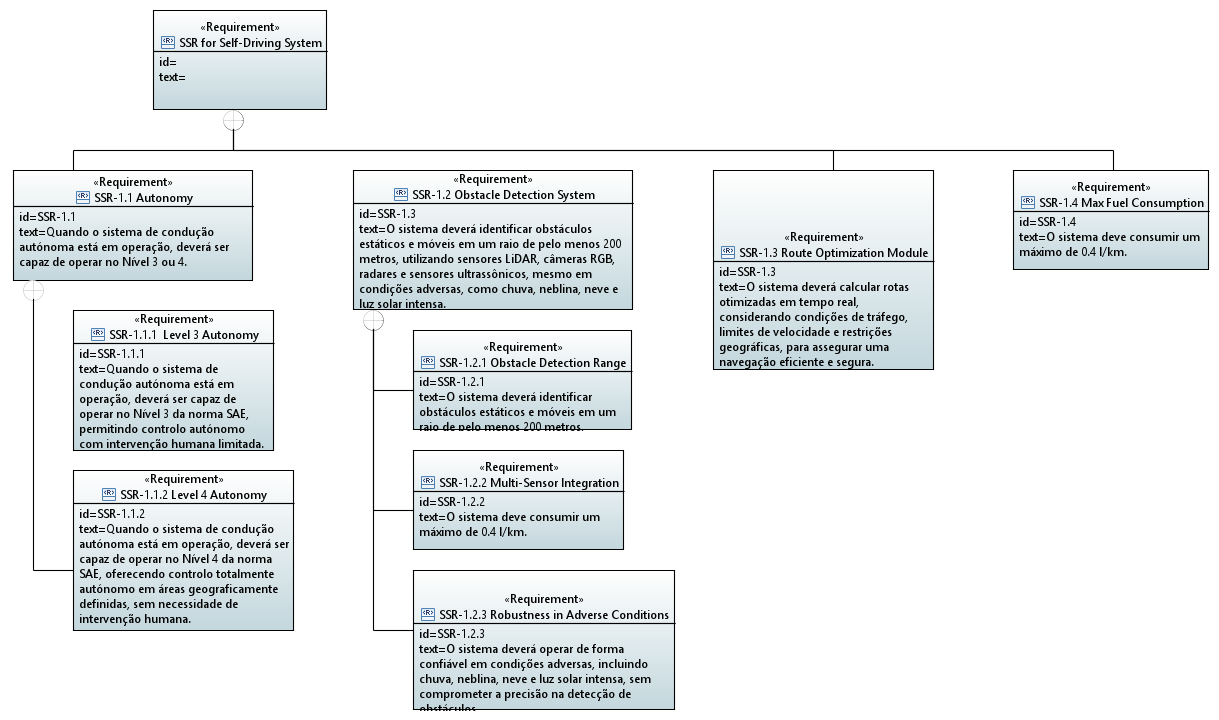 «Requirement»
SSR for Self-Driving System
id=
text=
«Requirement»
SSR-1.1 Autonomy
id=SSR-1.1
text=Quando o sistema de condução
autónoma está em operação, deverá ser
capaz de operar no Nível 3 ou 4.
«Requirement»
SSR-1.1.1  Level 3 Autonomy
id=SSR-1.1.1
text=Quando o sistema de
condução autónoma está em
operação, deverá ser capaz de
operar no Nível 3 da norma SAE,
permitindo controlo autónomo
com intervenção humana limitada.
«Requirement»
SSR-1.1.2 Level 4 Autonomy
id=SSR-1.1.2
text=Quando o sistema de condução
autónoma está em operação, deverá ser
capaz de operar no Nível 4 da norma
SAE, oferecendo controlo totalmente
autónomo em áreas geograficamente
definidas, sem necessidade de
intervenção humana.
«Requirement»
SSR-1.2 Obstacle Detection System
id=SSR-1.3
text=O sistema deverá identificar obstáculos
estáticos e móveis em um raio de pelo menos 200
metros, utilizando sensores LiDAR, câmeras RGB,
radares e sensores ultrassônicos, mesmo em
condições adversas, como chuva, neblina, neve e
luz solar intensa.
«Requirement»
SSR-1.2.1 Obstacle Detection Range
id=SSR-1.2.1
text=O sistema deverá identificar
obstáculos estáticos e móveis em um
raio de pelo menos 200 metros.
«Requirement»
SSR-1.2.2 Multi-Sensor Integration
id=SSR-1.2.2
text=O sistema deve consumir um
máximo de 0.4 l/km.
«Requirement»
SSR-1.2.3 Robustness in Adverse Conditions
id=SSR-1.2.3
text=O sistema deverá operar de forma
confiável em condições adversas, incluindo
chuva, neblina, neve e luz solar intensa, sem
comprometer a precisão na detecção de
obstáculos.
«Requirement»
SSR-1.3 Route Optimization Module
id=SSR-1.3
text=O sistema deverá calcular rotas
otimizadas em tempo real,
considerando condições de tráfego,
limites de velocidade e restrições
geográficas, para assegurar uma
navegação eficiente e segura.
«Requirement»
SSR-1.4 Max Fuel Consumption
id=SSR-1.4
text=O sistema deve consumir um
máximo de 0.4 l/km.